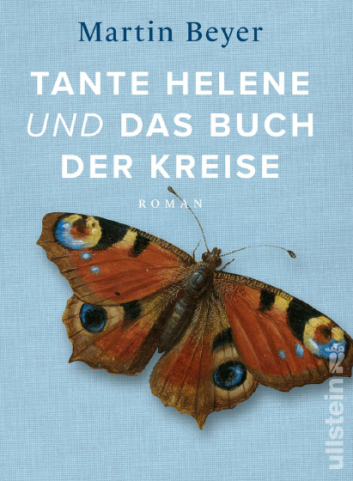 Martin Beyer
TANTE HELENE
UND DAS BUCH
DER KREISE
ROMAN
ullstein